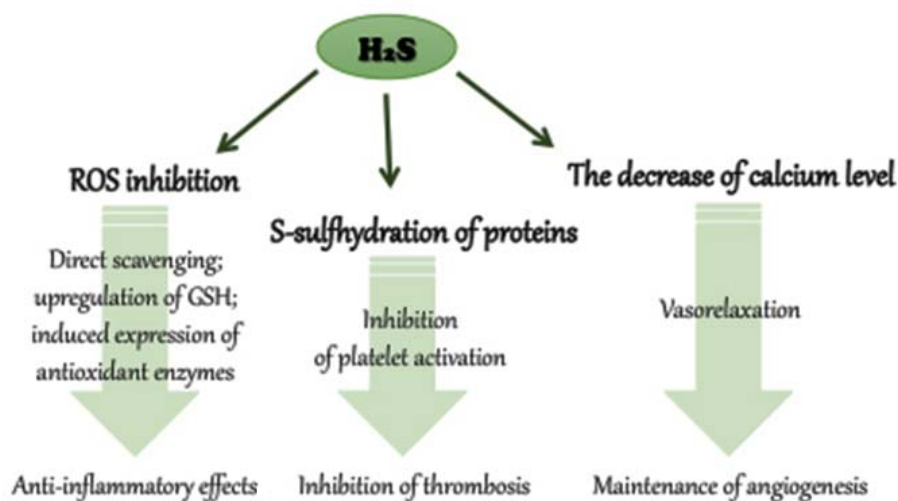 H₂S
ROS inhibition
Direct scavenging;
upregulation of GSH;
induced expression of
antioxidant enzymes
Anti-inflammatory effects
S-sulfhydration of proteins
Inhibition
of platelet activation
Inhibition of thrombosis
The decrease of calcium level
Vasorelaxation
Maintenance of angiogenesis